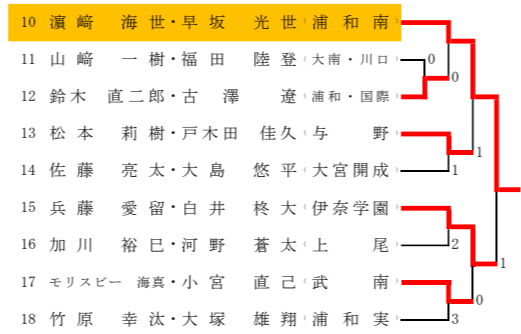 10 濵﨑 海世・早坂 光世（浦和南）
11 山﨑 一樹・福田 陸登（大南・川口）
0
0
12 鈴木 直二郎・古澤 遼（浦和・国際）
13 松本 莉樹・戸木田 佳久（与野）
1
1
14 佐藤 亮太・大島 悠平（大宮開成）
15 兵藤 愛留・白井 柊大（伊奈学園）
16 加川 裕巳・河野 蒼太（上尾）
2
1
17 モリスビー 海真・小宮 直己（武南）
0
18 竹原 幸汰・大塚 雄翔（浦和実）
3